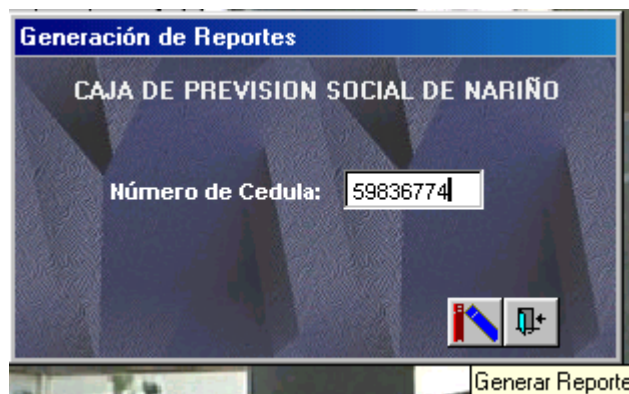 Generación de Reportes
CAJA DE PREVISION SOCIAL DE NARIÑO
Número de Cedula: 59836774
Generar Reporte